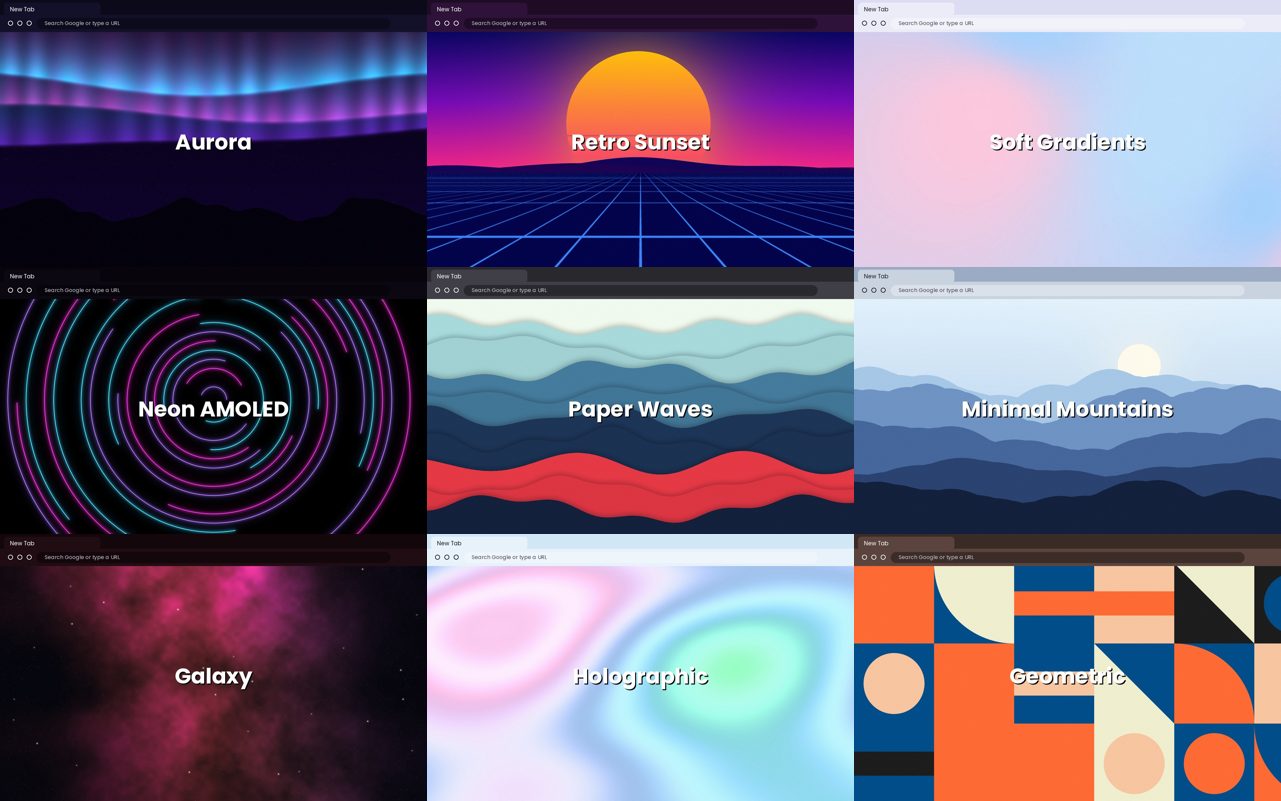 New Tab
Search Google or type a URL
Aurora
New Tab
Search Google or type a URL
Retro Sunset
New Tab
Search Google or type a URL
Soft Gradients
New Tab
Search Google or type a URL
Neon AMOLED
New Tab
Search Google or type a URL
Paper Waves
New Tab
Search Google or type a URL
Minimal Mountains
New Tab
Search Google or type a URL
Galaxy
New Tab
Search Google or type a URL
Holographic
New Tab
Search Google or type a URL
Geometric